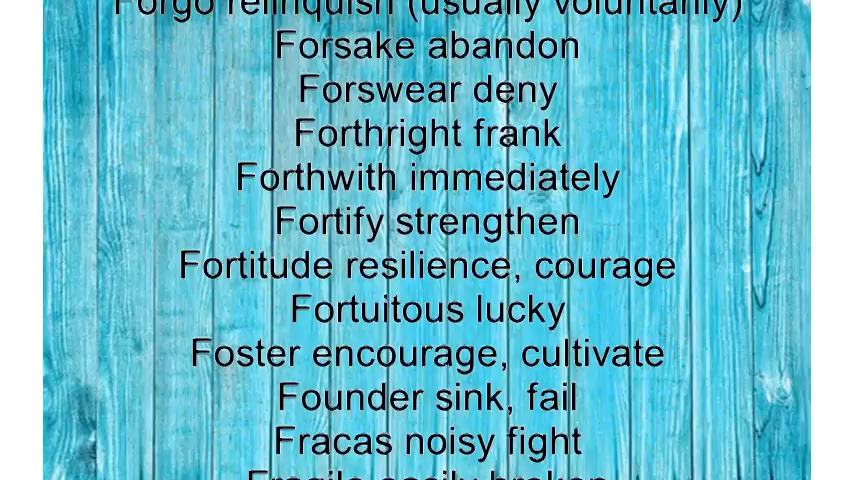 Forgo relinquish (usually voluntarily)
Forsake abandon
Forswear deny
Forthright frank
Forthwith immediately
Fortify strengthen
Fortitude resilience, courage
Fortuitous lucky
Foster encourage, cultivate
Founder sink, fail
Fracas noisy fight
Fragile easily broken